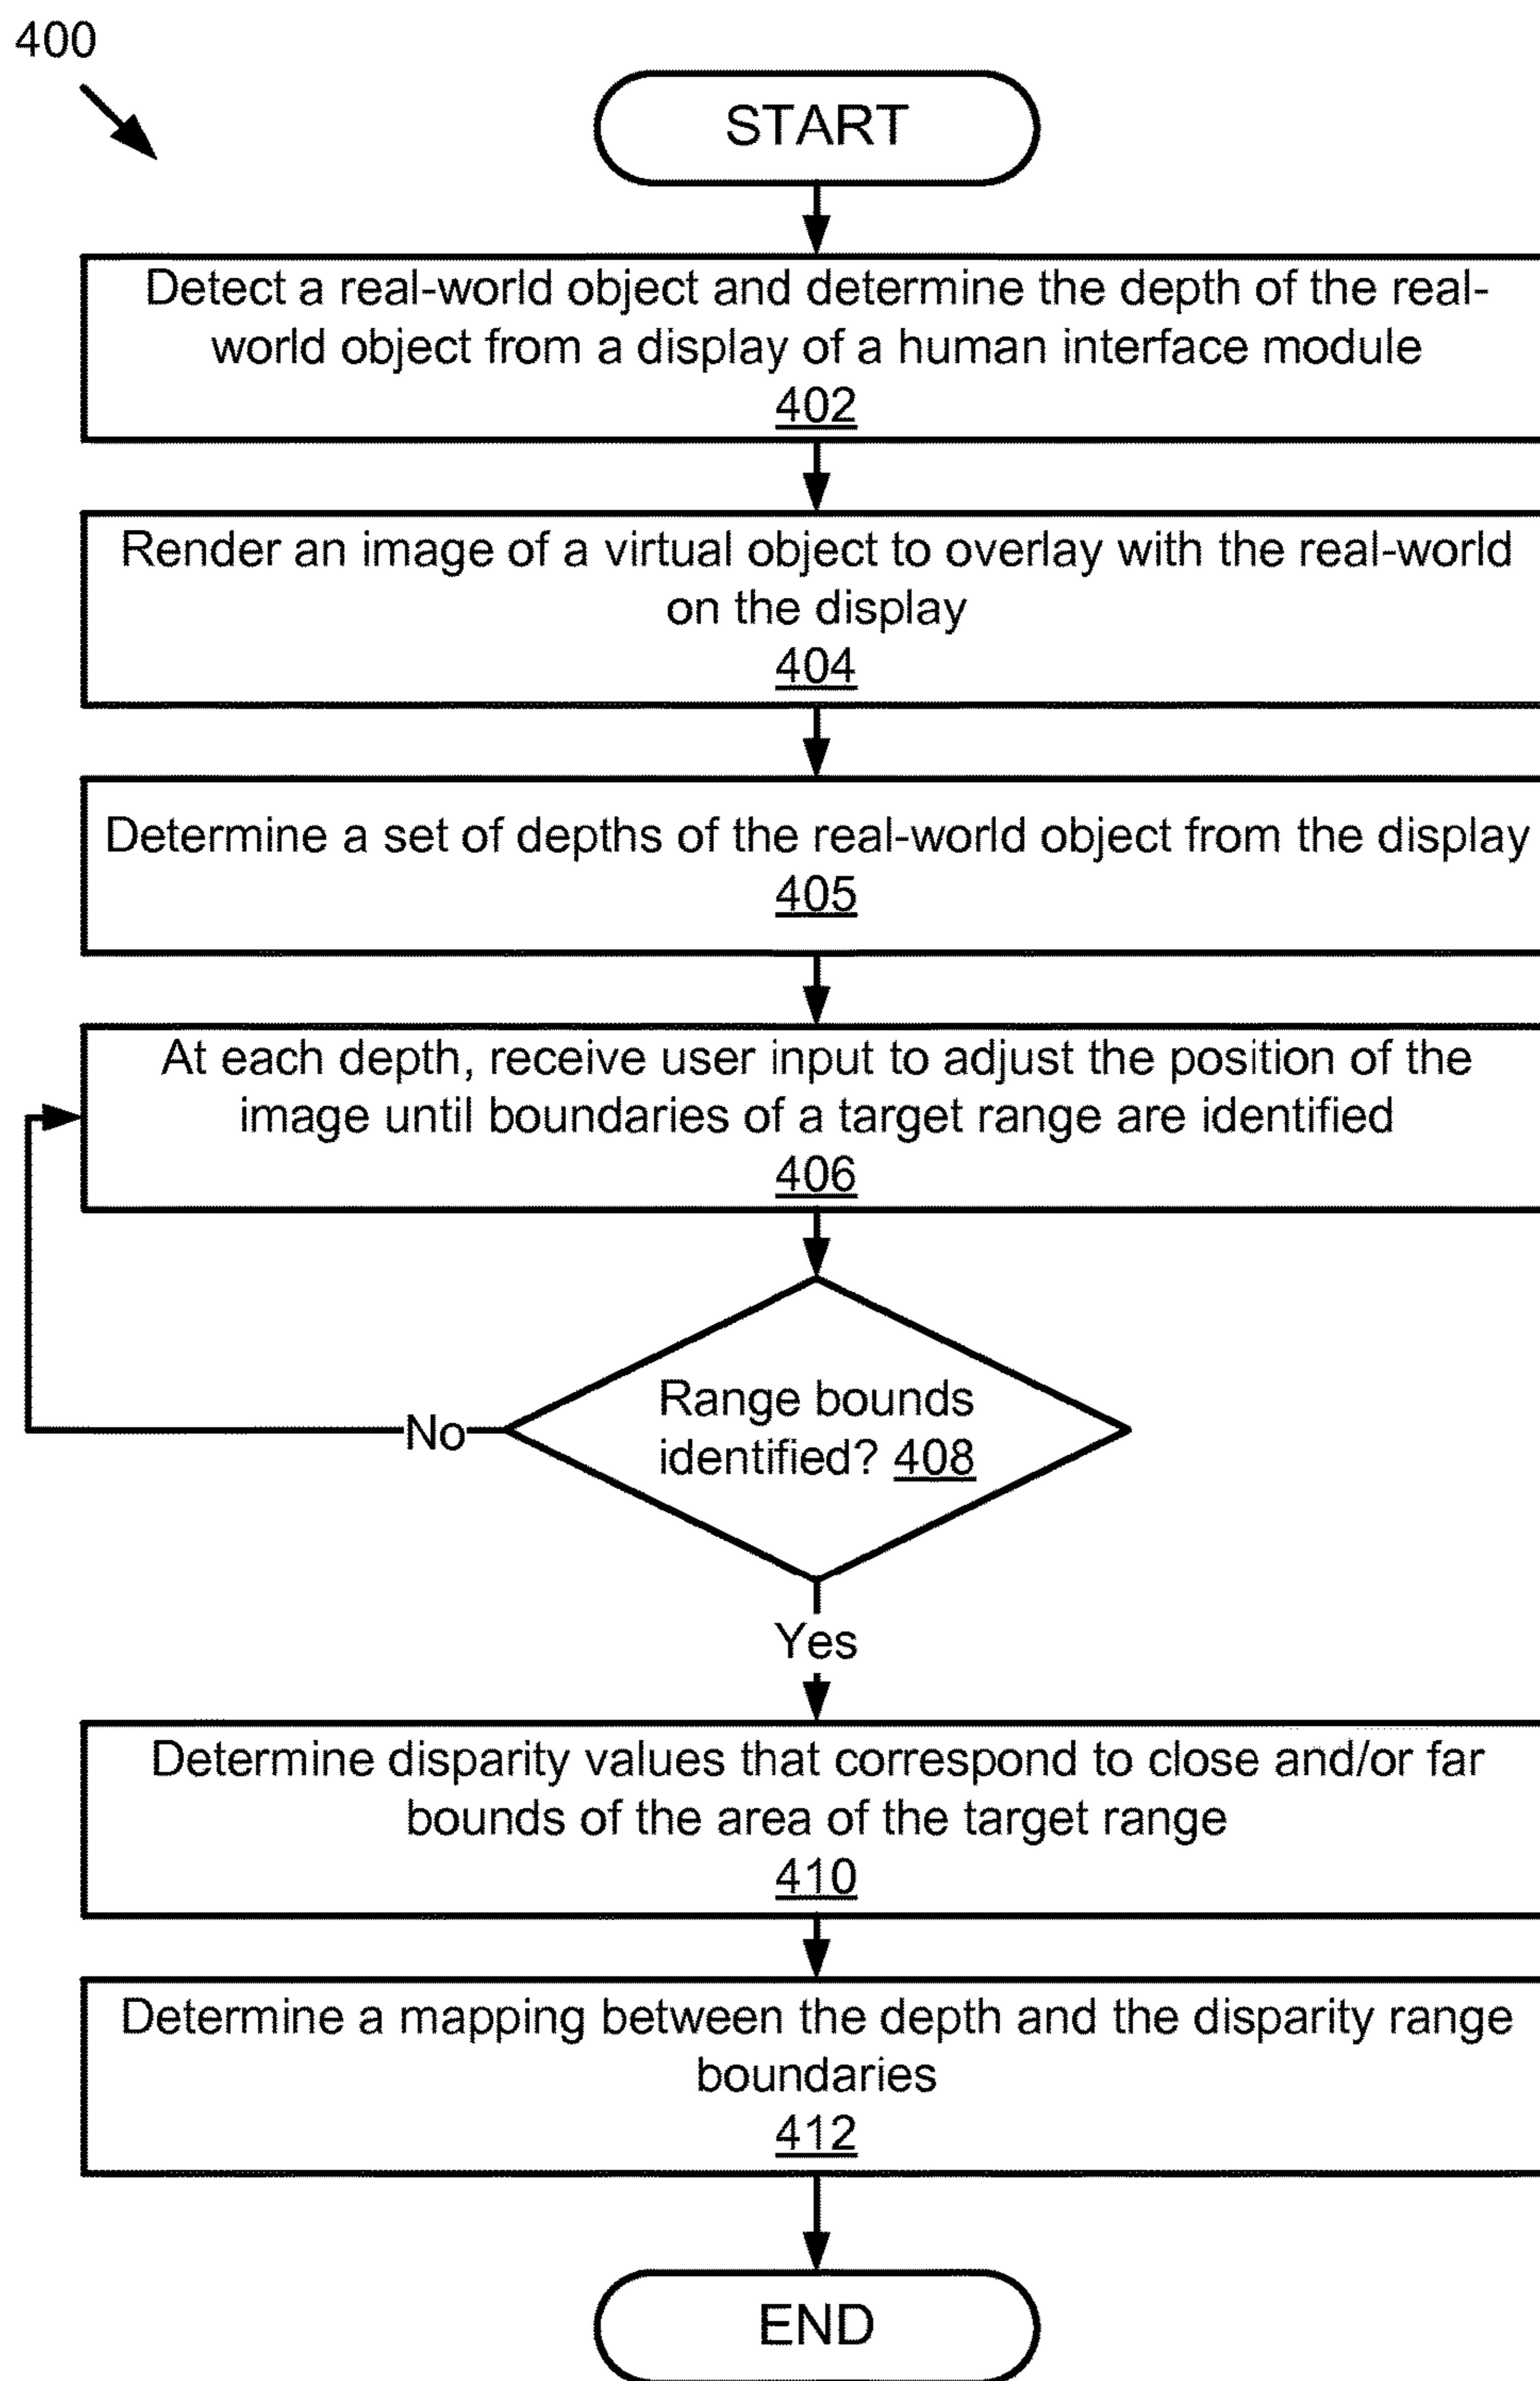 400
START
Detect a real-world object and determine the depth of the real-
world object from a display of a human interface module
402
Render an image of a virtual object to overlay with the real-world
on the display
404
Determine a set of depths of the real-world object from the display
405
At each depth, receive user input to adjust the position of the
image until boundaries of a target range are identified
406
Range bounds
identified? 408
No
Yes
Determine disparity values that correspond to close and/or far
bounds of the area of the target range
410
Determine a mapping between the depth and the disparity range
boundaries
412
END